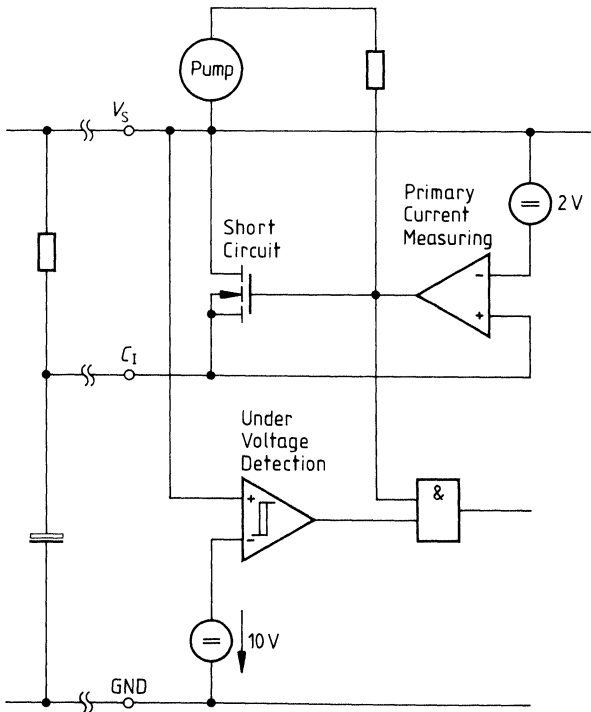 Pump
V_S
Primary
Current
Measuring
2 V
Short
Circuit
C_I
Under
Voltage
Detection
&
10 V
GND